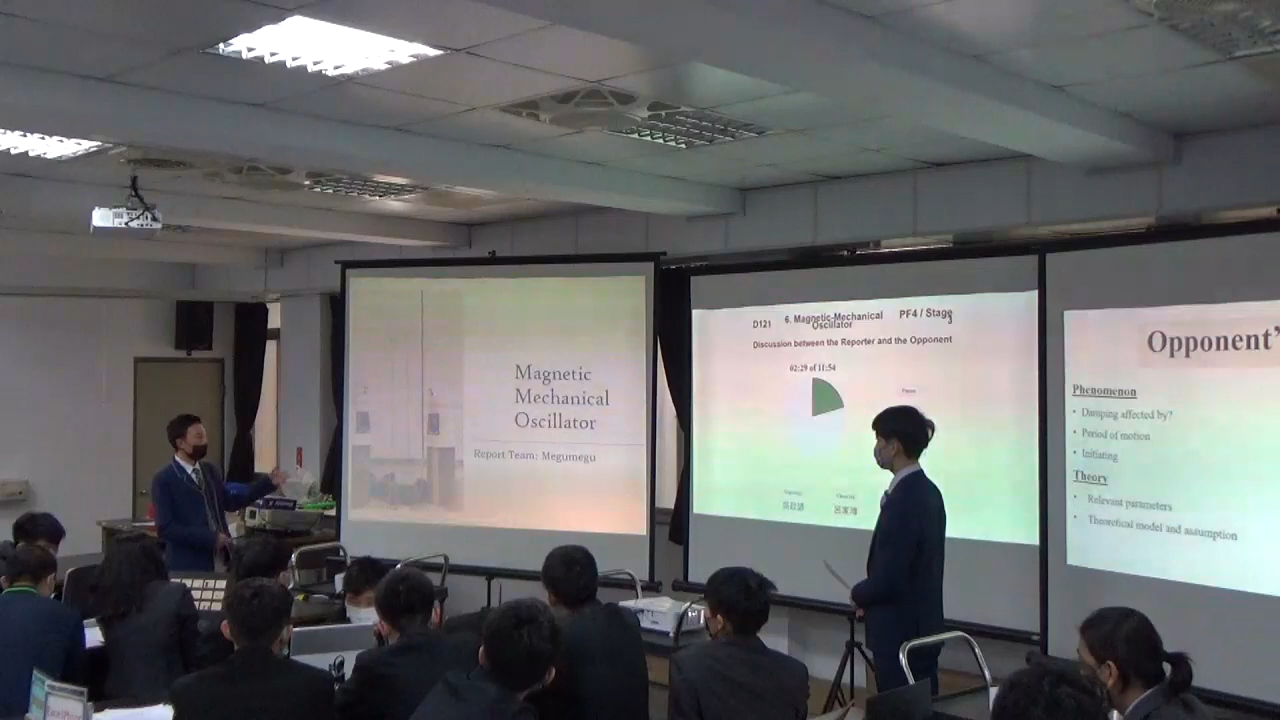 Magnetic
Mechanical
Oscillator
Report Team: Megumegu
D121 6. Magnetic-Mechanical Oscillator PF4 / Stage 3
Discussion between the Reporter and the Opponent
02:29 of 11:54
Opponent'
Phenomenon
• Damping affected by?
• Period of motion
• Initiating
Theory
• Relevant parameters
• Theoretical model and assumption